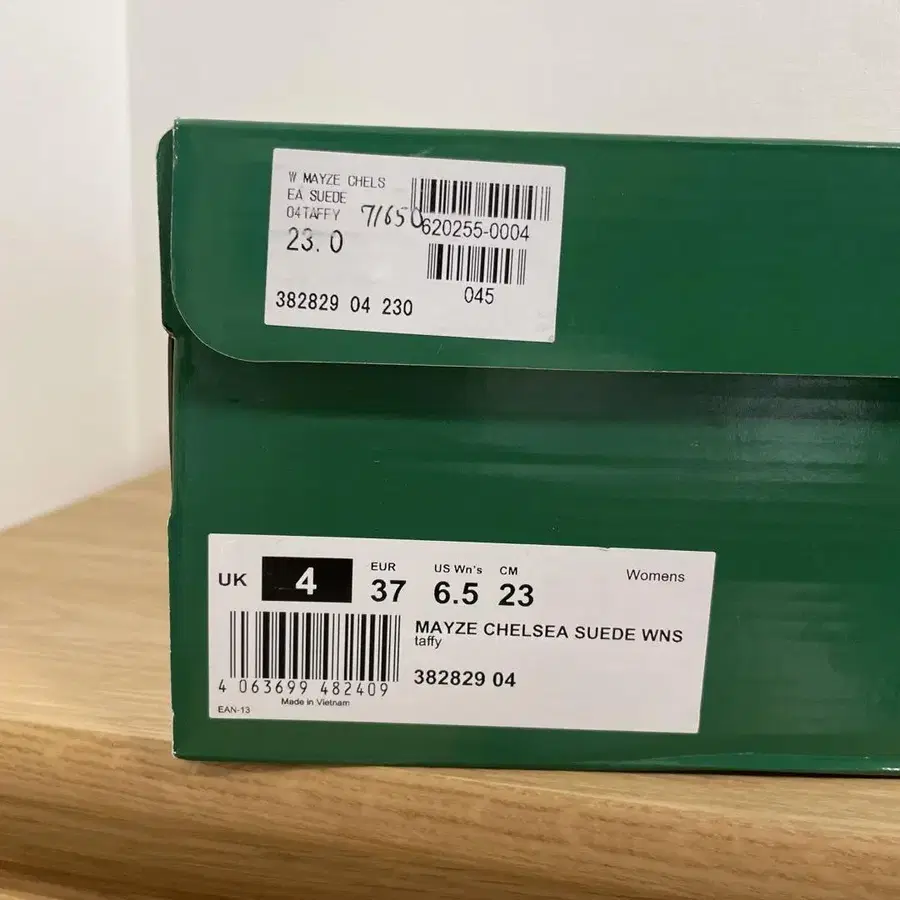 W MAYZE CHELS
EA SUEDE
04TAFFY 71650
23.0
620255-0004
045
382829 04 230
UK 4 EUR 37 US Wn's 6.5 CM 23 Womens
MAYZE CHELSEA SUEDE WNS
taffy
382829 04
4 063699 482409
Made in Vietnam
EAN-13